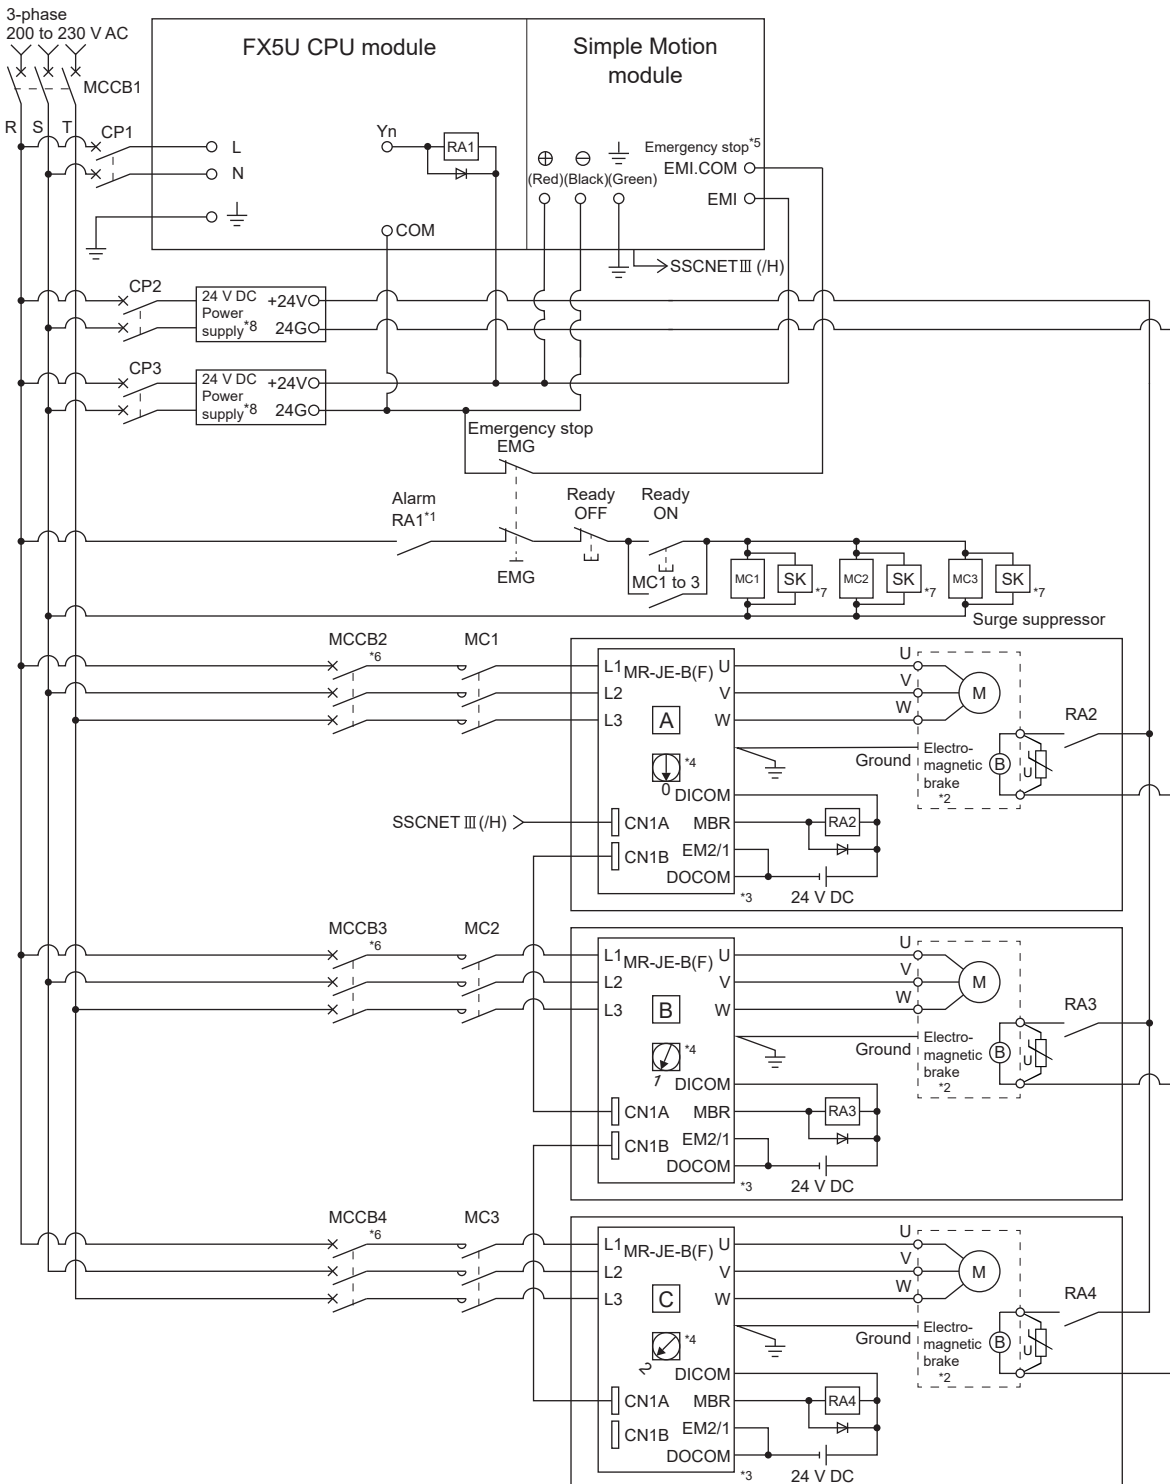 3-phase
200 to 230 V AC
MCCB1
R S T
CP1
FX5U CPU module
Simple Motion
module
L
N
Yn
RA1
COM
⊕ ⊖
(Red)(Black)(Green)
Emergency stop*5
EMI.COM
EMI
SSCNETⅢ(/H)
CP2
24 V DC
Power
supply*8
+24V
24G
CP3
24 V DC
Power
supply*8
+24V
24G
Emergency stop
EMG
Alarm
RA1*1
EMG
Ready
OFF
Ready
ON
MC1 to 3
MC1
SK
*7
MC2
SK
*7
MC3
SK
*7
Surge suppressor
MCCB2
*6
MC1
L1
L2
L3
MR-JE-B(F)
A
*4
0
U
V
W
U
V
W
M
Ground
Electro-
magnetic
brake
*2
B
U
RA2
SSCNETⅢ(/H)
CN1A
CN1B
DICOM
MBR
EM2/1
DOCOM
*3
RA2
24 V DC
MCCB3
*6
MC2
L1
L2
L3
MR-JE-B(F)
B
*4
1
U
V
W
U
V
W
M
Ground
Electro-
magnetic
brake
*2
B
U
RA3
CN1A
CN1B
DICOM
MBR
EM2/1
DOCOM
*3
RA3
24 V DC
MCCB4
*6
MC3
L1
L2
L3
MR-JE-B(F)
C
*4
2
U
V
W
U
V
W
M
Ground
Electro-
magnetic
brake
*2
B
U
RA4
CN1A
CN1B
DICOM
MBR
EM2/1
DOCOM
*3
RA4
24 V DC